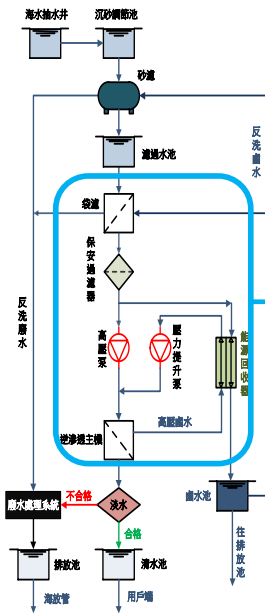 海水抽水井
沉砂調節池
砂濾
濾過水池
反洗鹵水
袋濾
保安過濾器
反洗廢水
高壓泵
壓力提升泵
能源回收器
高壓鹵水
逆滲透主機
廢水處理系統
不合格
淡水
鹵水池
合格
往排放池
排放池
清水池
海放管
用戶端